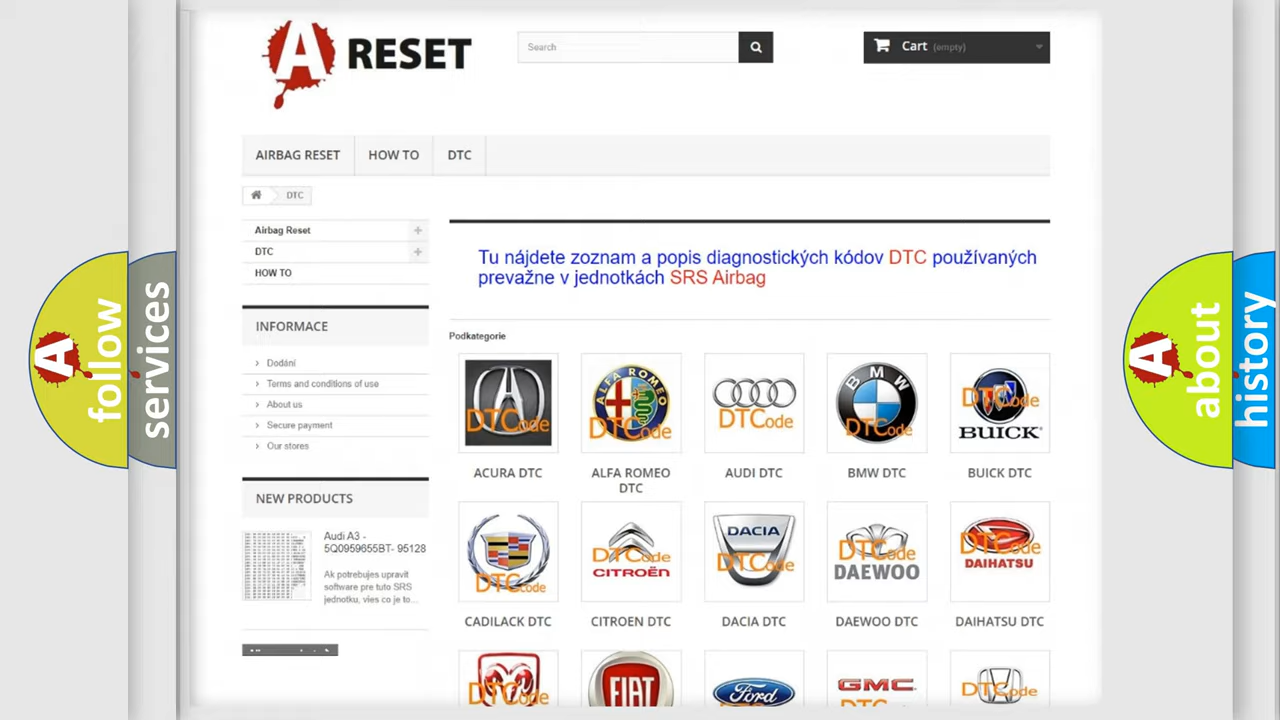 A RESET
Search
Cart (empty)
AIRBAG RESET
HOW TO
DTC
DTC
Airbag Reset
DTC
HOW TO
INFORMACE
Dodání
Terms and conditions of use
About us
Secure payment
Our stores
NEW PRODUCTS
Audi A3 -
5Q0959655BT- 95128
Ak potrebujes upravit
software pre tuto SRS
jednotku, vies co je to...
Tu nájdete zoznam a popis diagnostických kódov DTC používaných
prevažne v jednotkách SRS Airbag
Podkategorie
DTCode
ALFA ROMEO
DTCode
DTCode
BMW
DTCode
DTCode
BUICK
ACURA DTC
ALFA ROMEO
DTC
AUDI DTC
BMW DTC
BUICK DTC
DTCode
DTCode
CITROËN
DACIA
DTCode
DTCode
DAEWOO
DTCode
DAIHATSU
CADILACK DTC
CITROEN DTC
DACIA DTC
DAEWOO DTC
DAIHATSU DTC
DTCode
FIAT
Ford
GMC
DTCode
A follow
services
A about
history